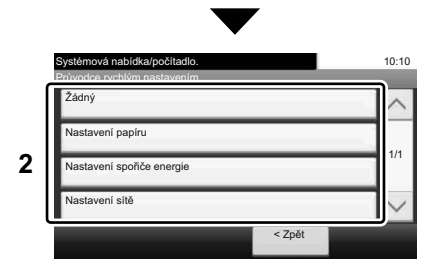 Systémová nabídka/počítadlo.
10:10
Průvodce rychlým nastavením
Žádný
Nastavení papíru
1/1
2
Nastavení spořiče energie
Nastavení sítě
< Zpět